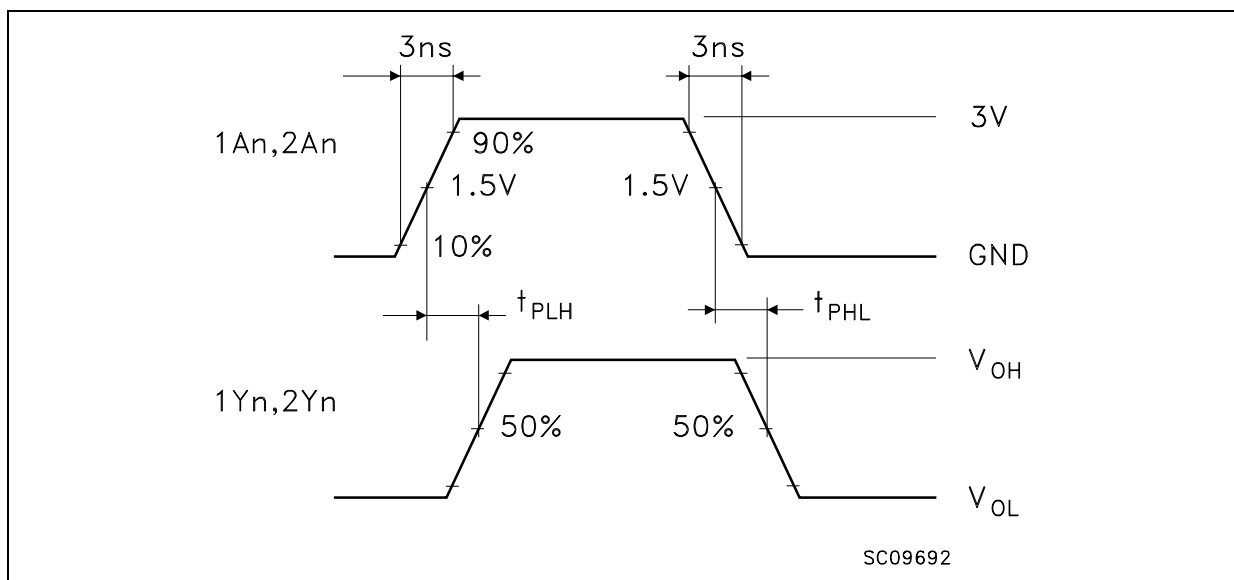 3ns 3ns
3V
1An,2An 90%
1.5V 1.5V
10% GND
tPLH tPHL
VOH
1Yn,2Yn 50% 50%
VOL
SC09692